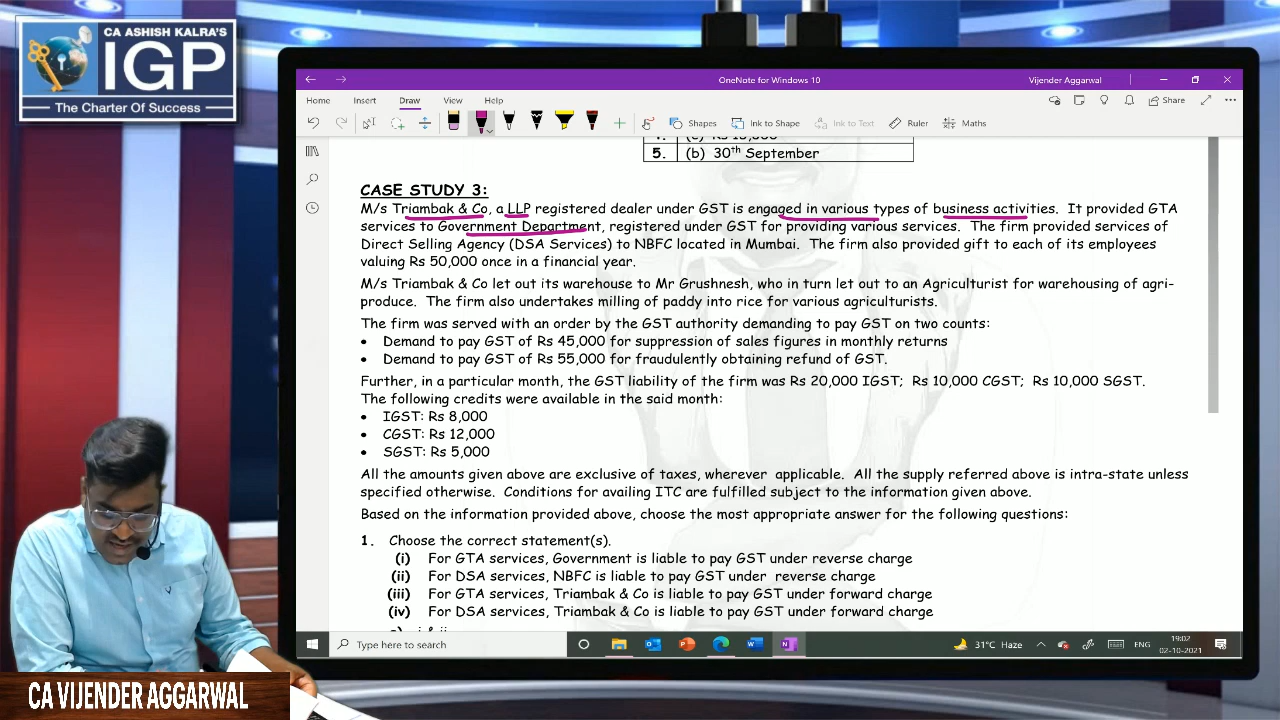 CA ASHISH KALRA'S
IGP
The Charter Of Success
OneNote for Windows 10
Vijender Aggarwal
Home Insert Draw View Help
Share
Shapes Ink to Shape Ink to Text Ruler Maths
5. (b) 30th September
CASE STUDY 3:
M/s Triambak & Co, a LLP registered dealer under GST is engaged in various types of business activities. It provided GTA
services to Government Department, registered under GST for providing various services. The firm provided services of
Direct Selling Agency (DSA Services) to NBFC located in Mumbai. The firm also provided gift to each of its employees
valuing Rs 50,000 once in a financial year.
M/s Triambak & Co let out its warehouse to Mr Grushnesh, who in turn let out to an Agriculturist for warehousing of agri-
produce. The firm also undertakes milling of paddy into rice for various agriculturists.
The firm was served with an order by the GST authority demanding to pay GST on two counts:
• Demand to pay GST of Rs 45,000 for suppression of sales figures in monthly returns
• Demand to pay GST of Rs 55,000 for fraudulently obtaining refund of GST.
Further, in a particular month, the GST liability of the firm was Rs 20,000 IGST; Rs 10,000 CGST; Rs 10,000 SGST.
The following credits were available in the said month:
• IGST: Rs 8,000
• CGST: Rs 12,000
• SGST: Rs 5,000
All the amounts given above are exclusive of taxes, wherever applicable. All the supply referred above is intra-state unless
specified otherwise. Conditions for availing ITC are fulfilled subject to the information given above.
Based on the information provided above, choose the most appropriate answer for the following questions:
1. Choose the correct statement(s).
(i) For GTA services, Government is liable to pay GST under reverse charge
(ii) For DSA services, NBFC is liable to pay GST under reverse charge
(iii) For GTA services, Triambak & Co is liable to pay GST under forward charge
(iv) For DSA services, Triambak & Co is liable to pay GST under forward charge
Type here to search
31°C Haze
ENG
19:02
02-10-2021
CA VIJENDER AGGARWAL